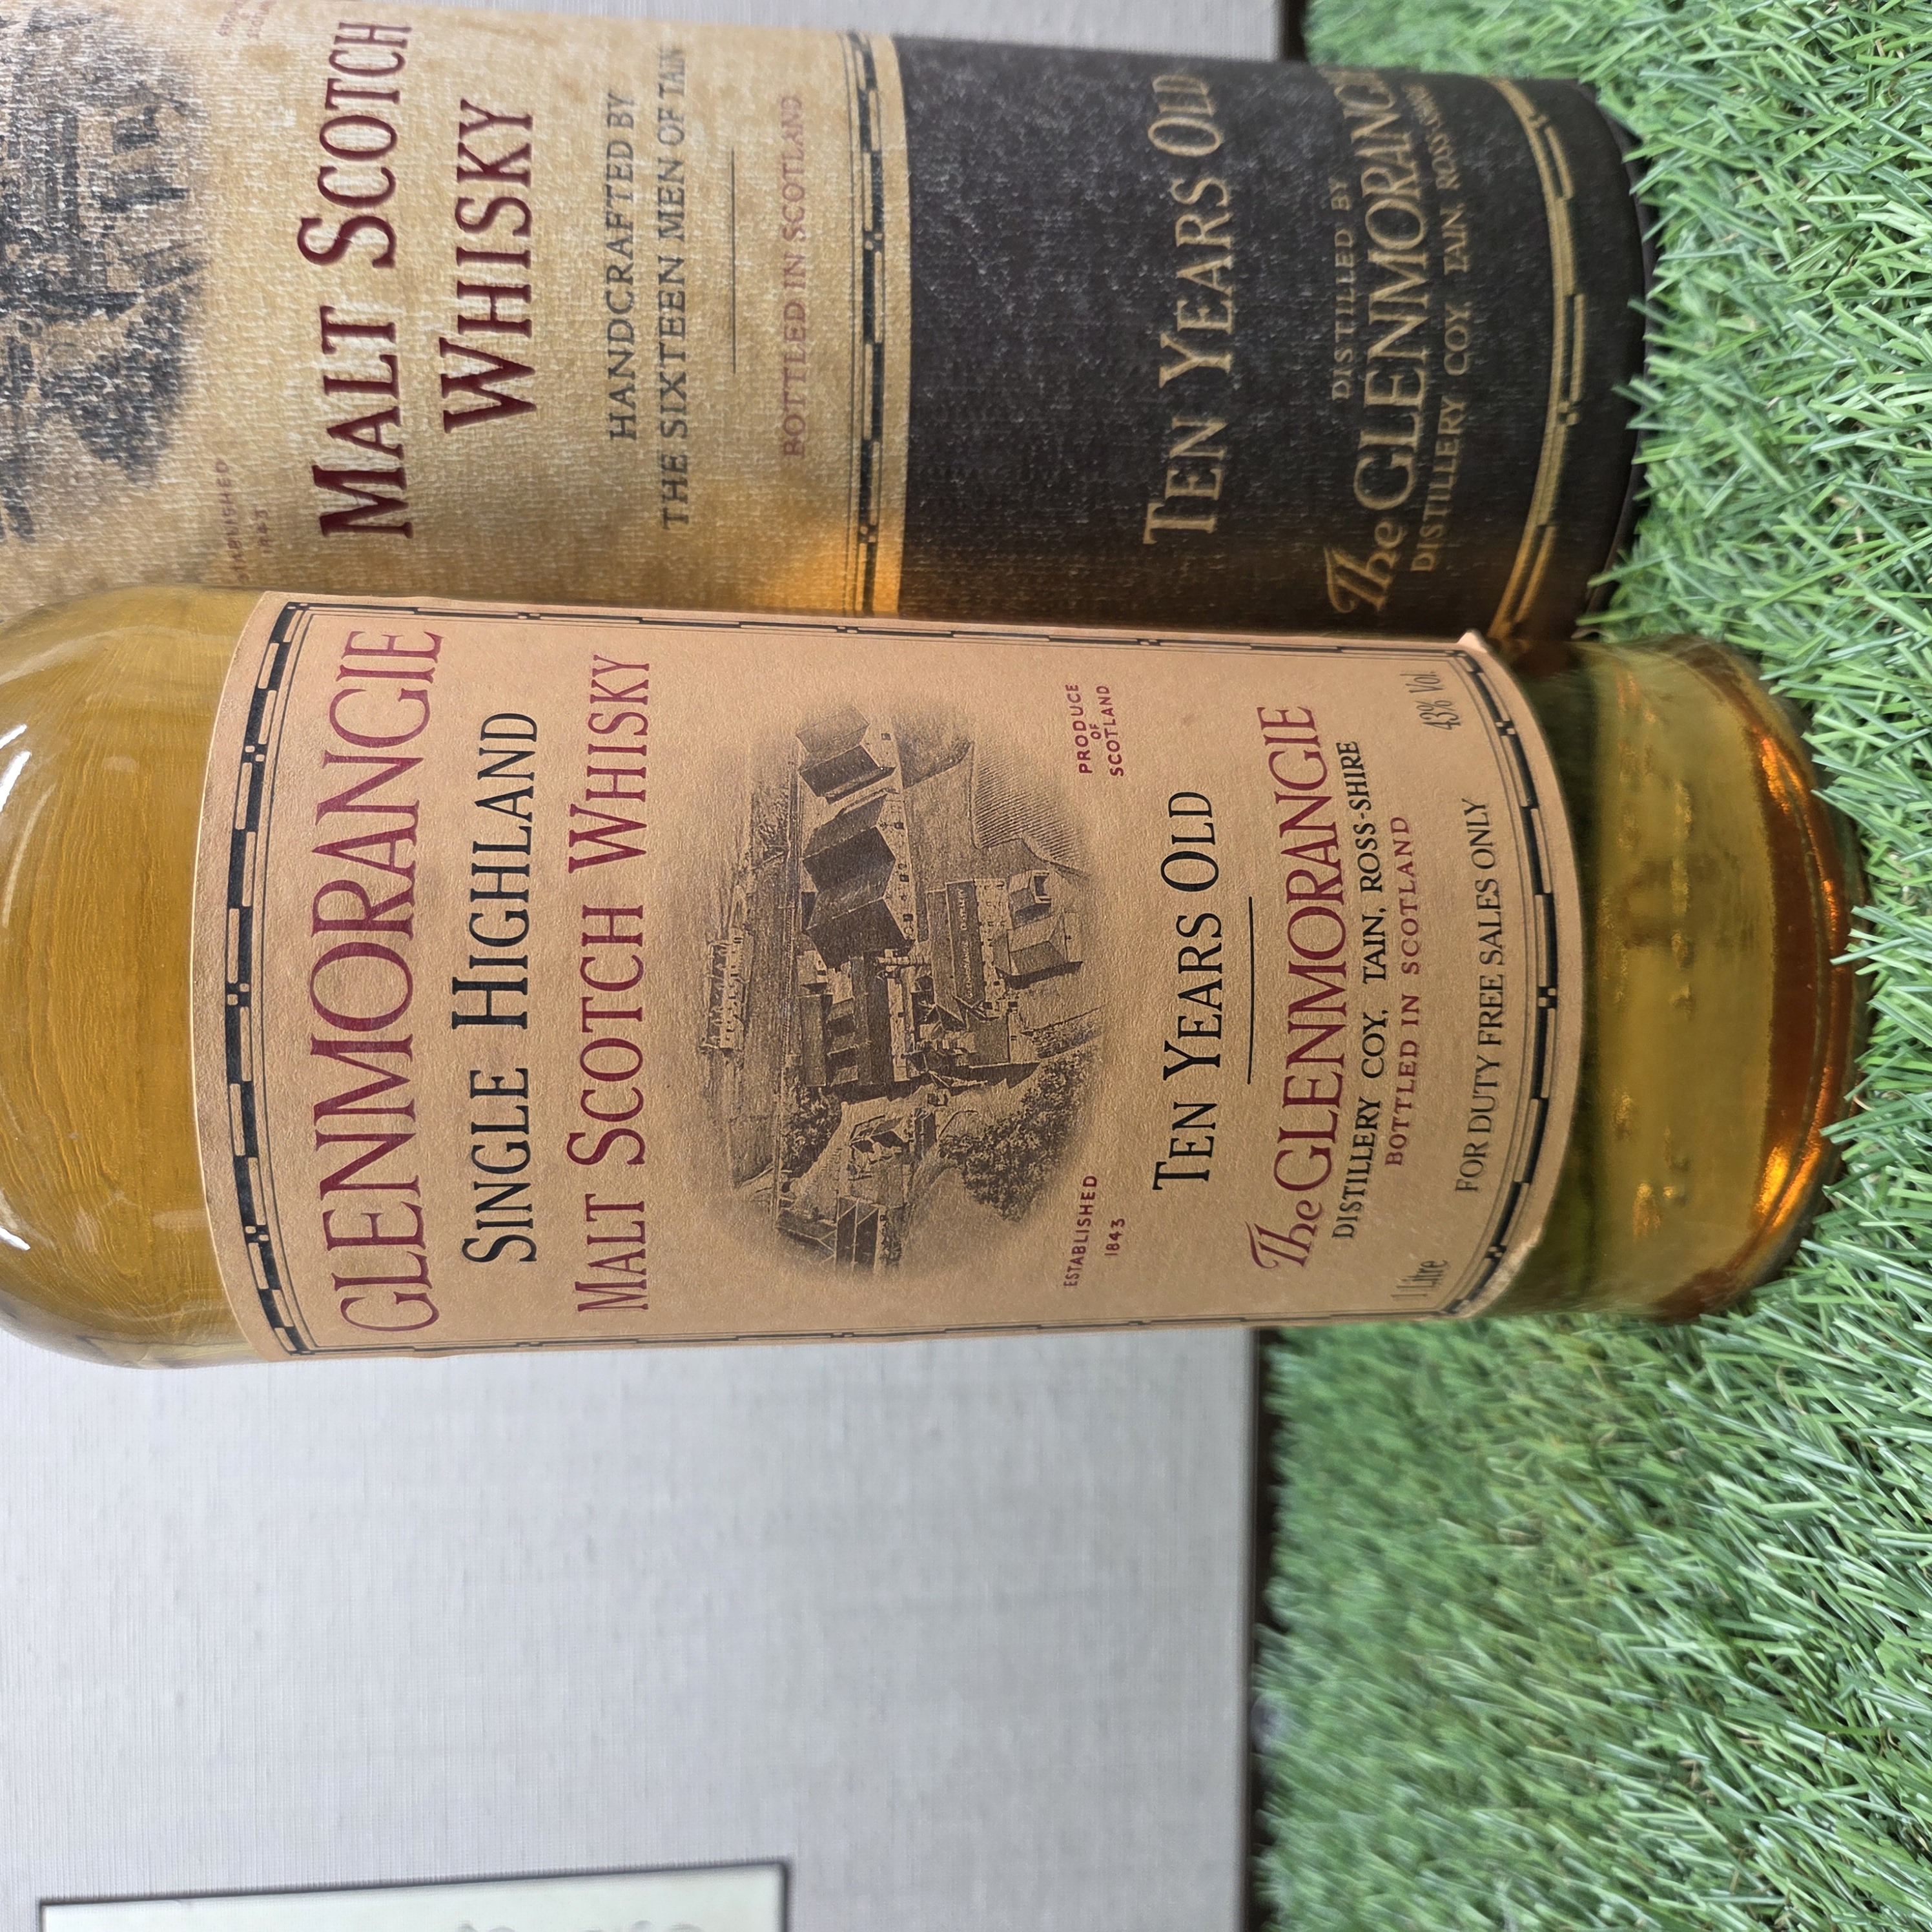 GLENMORANGIE
SINGLE HIGHLAND
MALT SCOTCH WHISKY
ESTABLISHED
1843
PRODUCE
OF
SCOTLAND
TEN YEARS OLD
The GLENMORANGIE
DISTILLERY COY, TAIN, ROSS-SHIRE
BOTTLED IN SCOTLAND
1 Litre
43% Vol.
FOR DUTY FREE SALES ONLY
MALT SCOTCH
WHISKY
HANDCRAFTED BY
THE SIXTEEN MEN OF TAIN
BOTTLED IN SCOTLAND
TEN YEARS OLD
DISTILLED BY
The GLENMORANGIE
DISTILLERY COY, TAIN, ROSS-SHIRE